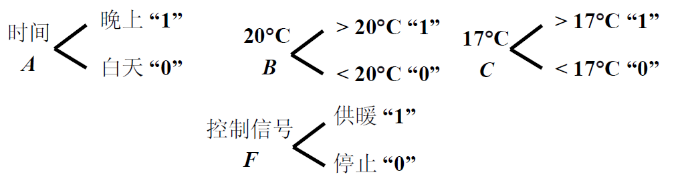 时间
A
晚上 “1”
白天 “0”
20°C
B
> 20°C “1”
< 20°C “0”
17°C
C
> 17°C “1”
< 17°C “0”
控制信号
F
供暖 “1”
停止 “0”